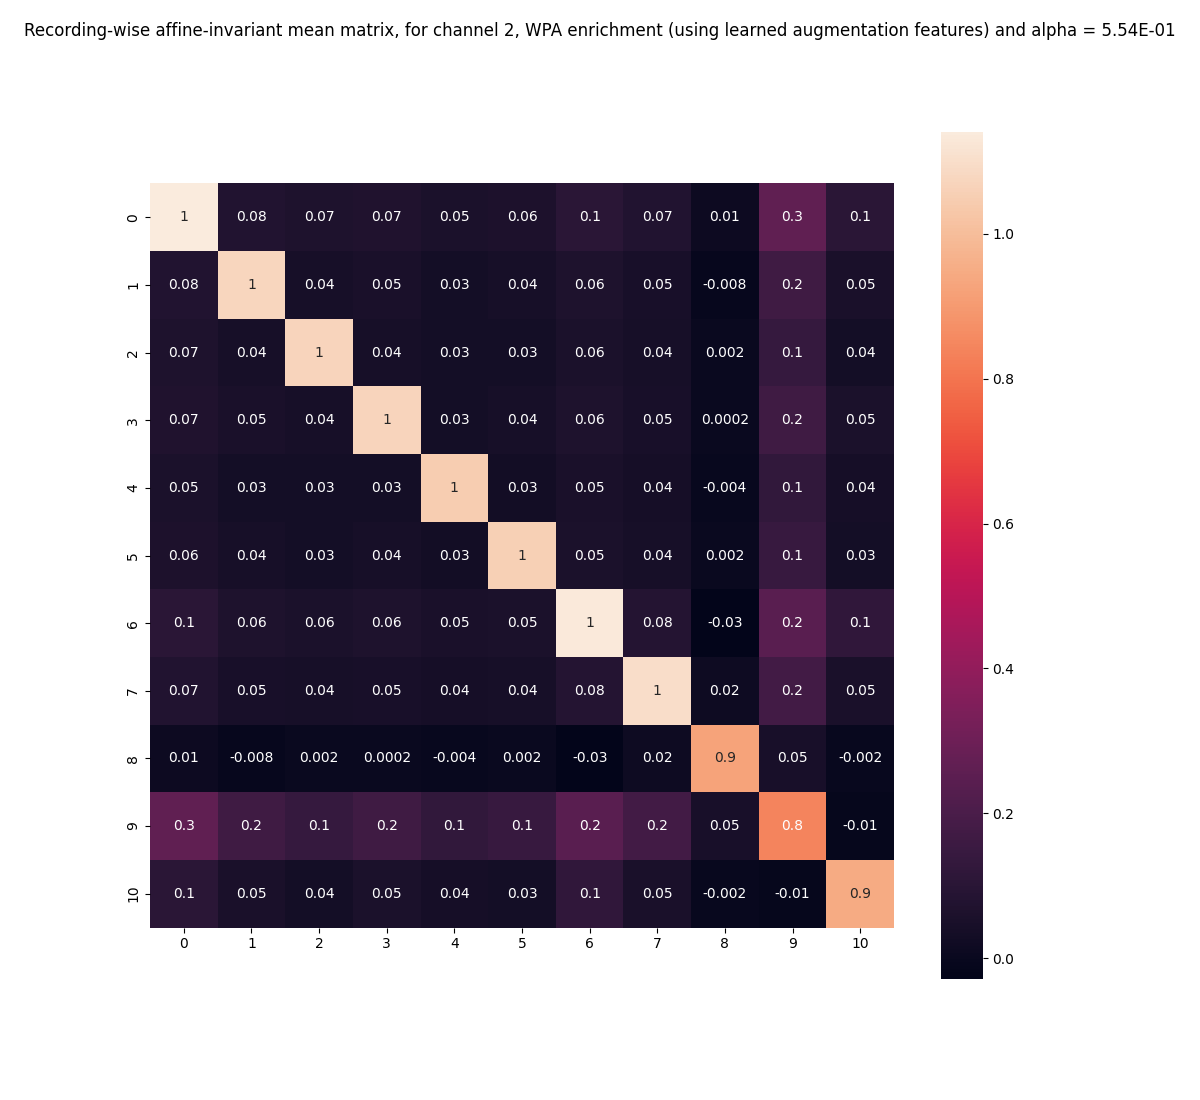 Recording-wise affine-invariant mean matrix, for channel 2, WPA enrichment (using learned augmentation features) and alpha = 5.54E-01
0 1 0.08 0.07 0.07 0.05 0.06 0.1 0.07 0.01 0.3 0.1
1 0.08 1 0.04 0.05 0.03 0.04 0.06 0.05 -0.008 0.2 0.05
2 0.07 0.04 1 0.04 0.03 0.03 0.06 0.04 0.002 0.1 0.04
3 0.07 0.05 0.04 1 0.03 0.04 0.06 0.05 0.0002 0.2 0.05
4 0.05 0.03 0.03 0.03 1 0.03 0.05 0.04 -0.004 0.1 0.04
5 0.06 0.04 0.03 0.04 0.03 1 0.05 0.04 0.002 0.1 0.03
6 0.1 0.06 0.06 0.06 0.05 0.05 1 0.08 -0.03 0.2 0.1
7 0.07 0.05 0.04 0.05 0.04 0.04 0.08 1 0.02 0.2 0.05
8 0.01 -0.008 0.002 0.0002 -0.004 0.002 -0.03 0.02 0.9 0.05 -0.002
9 0.3 0.2 0.1 0.2 0.1 0.1 0.2 0.2 0.05 0.8 -0.01
10 0.1 0.05 0.04 0.05 0.04 0.03 0.1 0.05 -0.002 -0.01 0.9
0 1 2 3 4 5 6 7 8 9 10
1.0
0.8
0.6
0.4
0.2
0.0